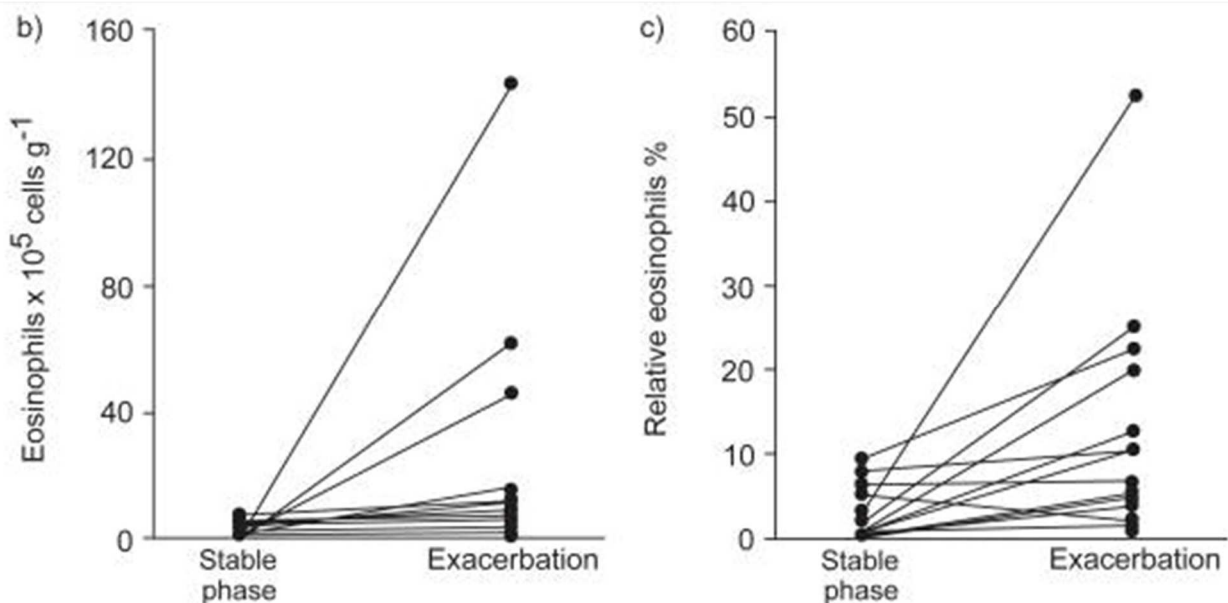 b)
Eosinophils x 10⁵ cells g⁻¹
160
120
80
40
0
Stable phase
Exacerbation
c)
Relative eosinophils %
60
50
40
30
20
10
0
Stable phase
Exacerbation